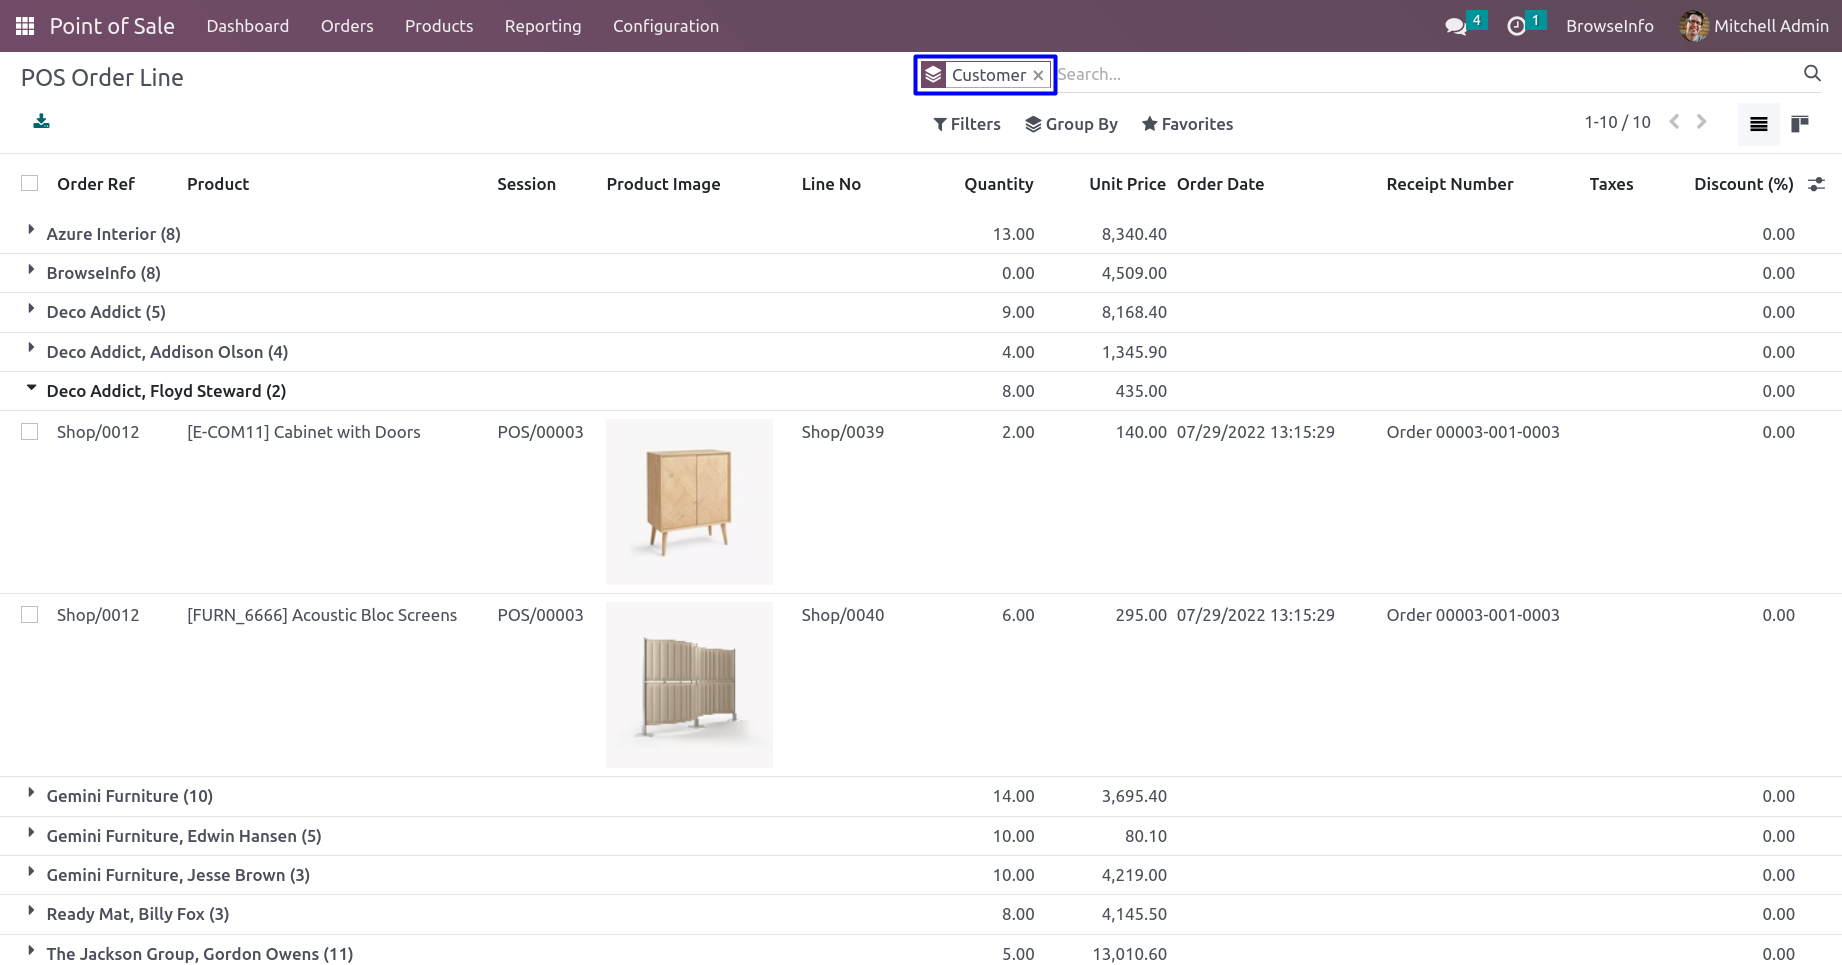 Point of Sale Dashboard Orders Products Reporting Configuration 4 1 BrowseInfo Mitchell Admin
POS Order Line Customer × Search...
Filters Group By Favorites 1-10 / 10
Order Ref Product Session Product Image Line No Quantity Unit Price Order Date Receipt Number Taxes Discount (%)
Azure Interior (8) 13.00 8,340.40 0.00
BrowseInfo (8) 0.00 4,509.00 0.00
Deco Addict (5) 9.00 8,168.40 0.00
Deco Addict, Addison Olson (4) 4.00 1,345.90 0.00
Deco Addict, Floyd Steward (2) 8.00 435.00 0.00
Shop/0012 [E-COM11] Cabinet with Doors POS/00003 Shop/0039 2.00 140.00 07/29/2022 13:15:29 Order 00003-001-0003 0.00
Shop/0012 [FURN_6666] Acoustic Bloc Screens POS/00003 Shop/0040 6.00 295.00 07/29/2022 13:15:29 Order 00003-001-0003 0.00
Gemini Furniture (10) 14.00 3,695.40 0.00
Gemini Furniture, Edwin Hansen (5) 10.00 80.10 0.00
Gemini Furniture, Jesse Brown (3) 10.00 4,219.00 0.00
Ready Mat, Billy Fox (3) 8.00 4,145.50 0.00
The Jackson Group, Gordon Owens (11) 5.00 13,010.60 0.00